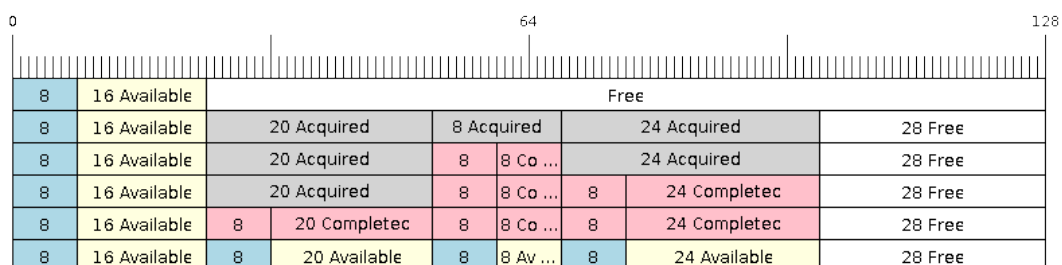 0 64 128
8 16 Available Free
8 16 Available 20 Acquired 8 Acquired 24 Acquired 28 Free
8 16 Available 20 Acquired 8 8 Co ... 24 Acquired 28 Free
8 16 Available 20 Acquired 8 8 Co ... 8 24 Completec 28 Free
8 16 Available 8 20 Completec 8 8 Co ... 8 24 Completec 28 Free
8 16 Available 8 20 Available 8 8 Av ... 8 24 Available 28 Free